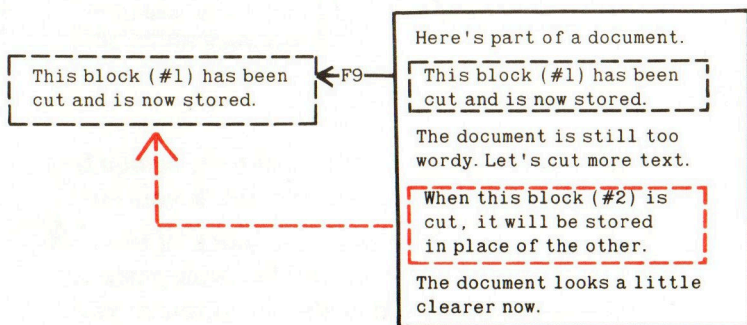 This block (#1) has been
cut and is now stored.
F9
Here's part of a document.
This block (#1) has been
cut and is now stored.
The document is still too
wordy. Let's cut more text.
When this block (#2) is
cut, it will be stored
in place of the other.
The document looks a little
clearer now.